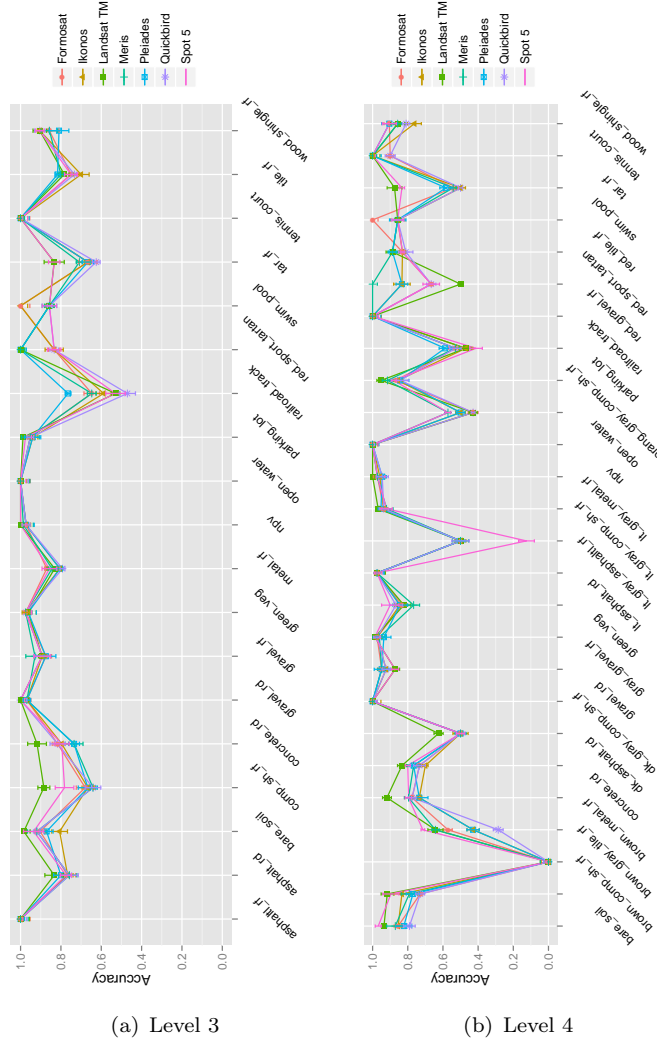 Accuracy
1.0
0.8
0.6
0.4
0.2
0.0
asphalt_rf
asphalt_rd
bare_soil
comp_sh_rf
concrete_rd
gravel_rd
gravel_rf
green_veg
metal_rf
npv
open_water
parking_lot
railroad_track
red_sport_tartan
swim_pool
tar_rf
tennis_court
tile_rf
wood_shingle_rf
Formosat
Ikonos
Landsat TM
Meris
Pleiades
Quickbird
Spot 5
(a) Level 3
Accuracy
1.0
0.8
0.6
0.4
0.2
0.0
bare_soil
brown_comp_sh_rf
brown_gray_tile_rf
brown_metal_rf
concrete_rd
dk_asphalt_rd
dk_gray_comp_sh_rf
gravel_rd
gray_gravel_rf
green_veg
lt_asphalt_rd
lt_gray_asphalt_rf
lt_gray_comp_sh_rf
lt_gray_metal_rf
npv
open_water
orang_gray_comp_sh_rf
parking_lot
railroad_track
red_gravel_rf
red_sport_tartan
red_tile_rf
swim_pool
tar_rf
tennis_court
wood_shingle_rf
Formosat
Ikonos
Landsat TM
Meris
Pleiades
Quickbird
Spot 5
(b) Level 4